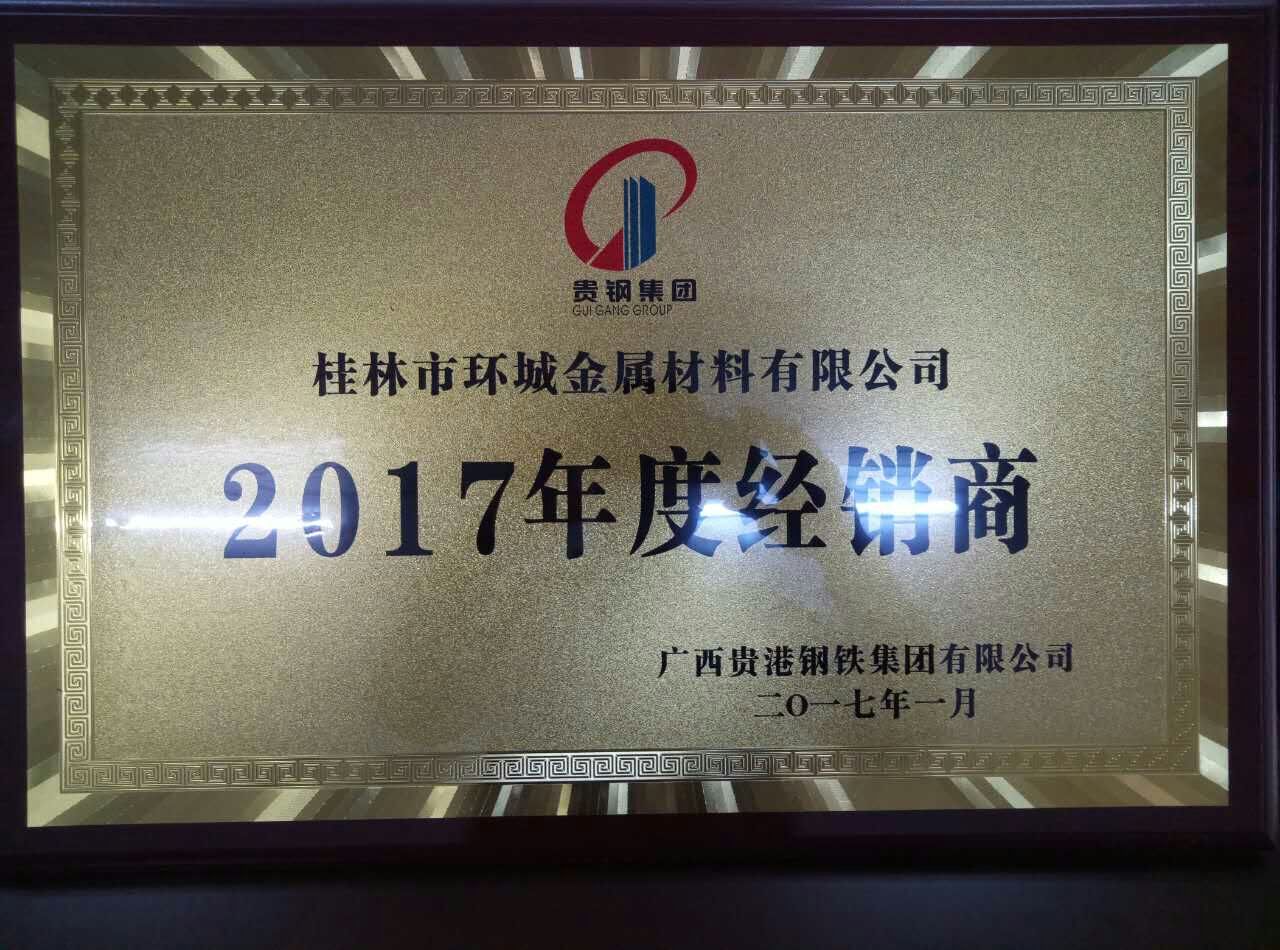 贵钢集团
GUI GANG GROUP
桂林市环城金属材料有限公司
2017年度经销商
广西贵港钢铁集团有限公司
二O一七年一月